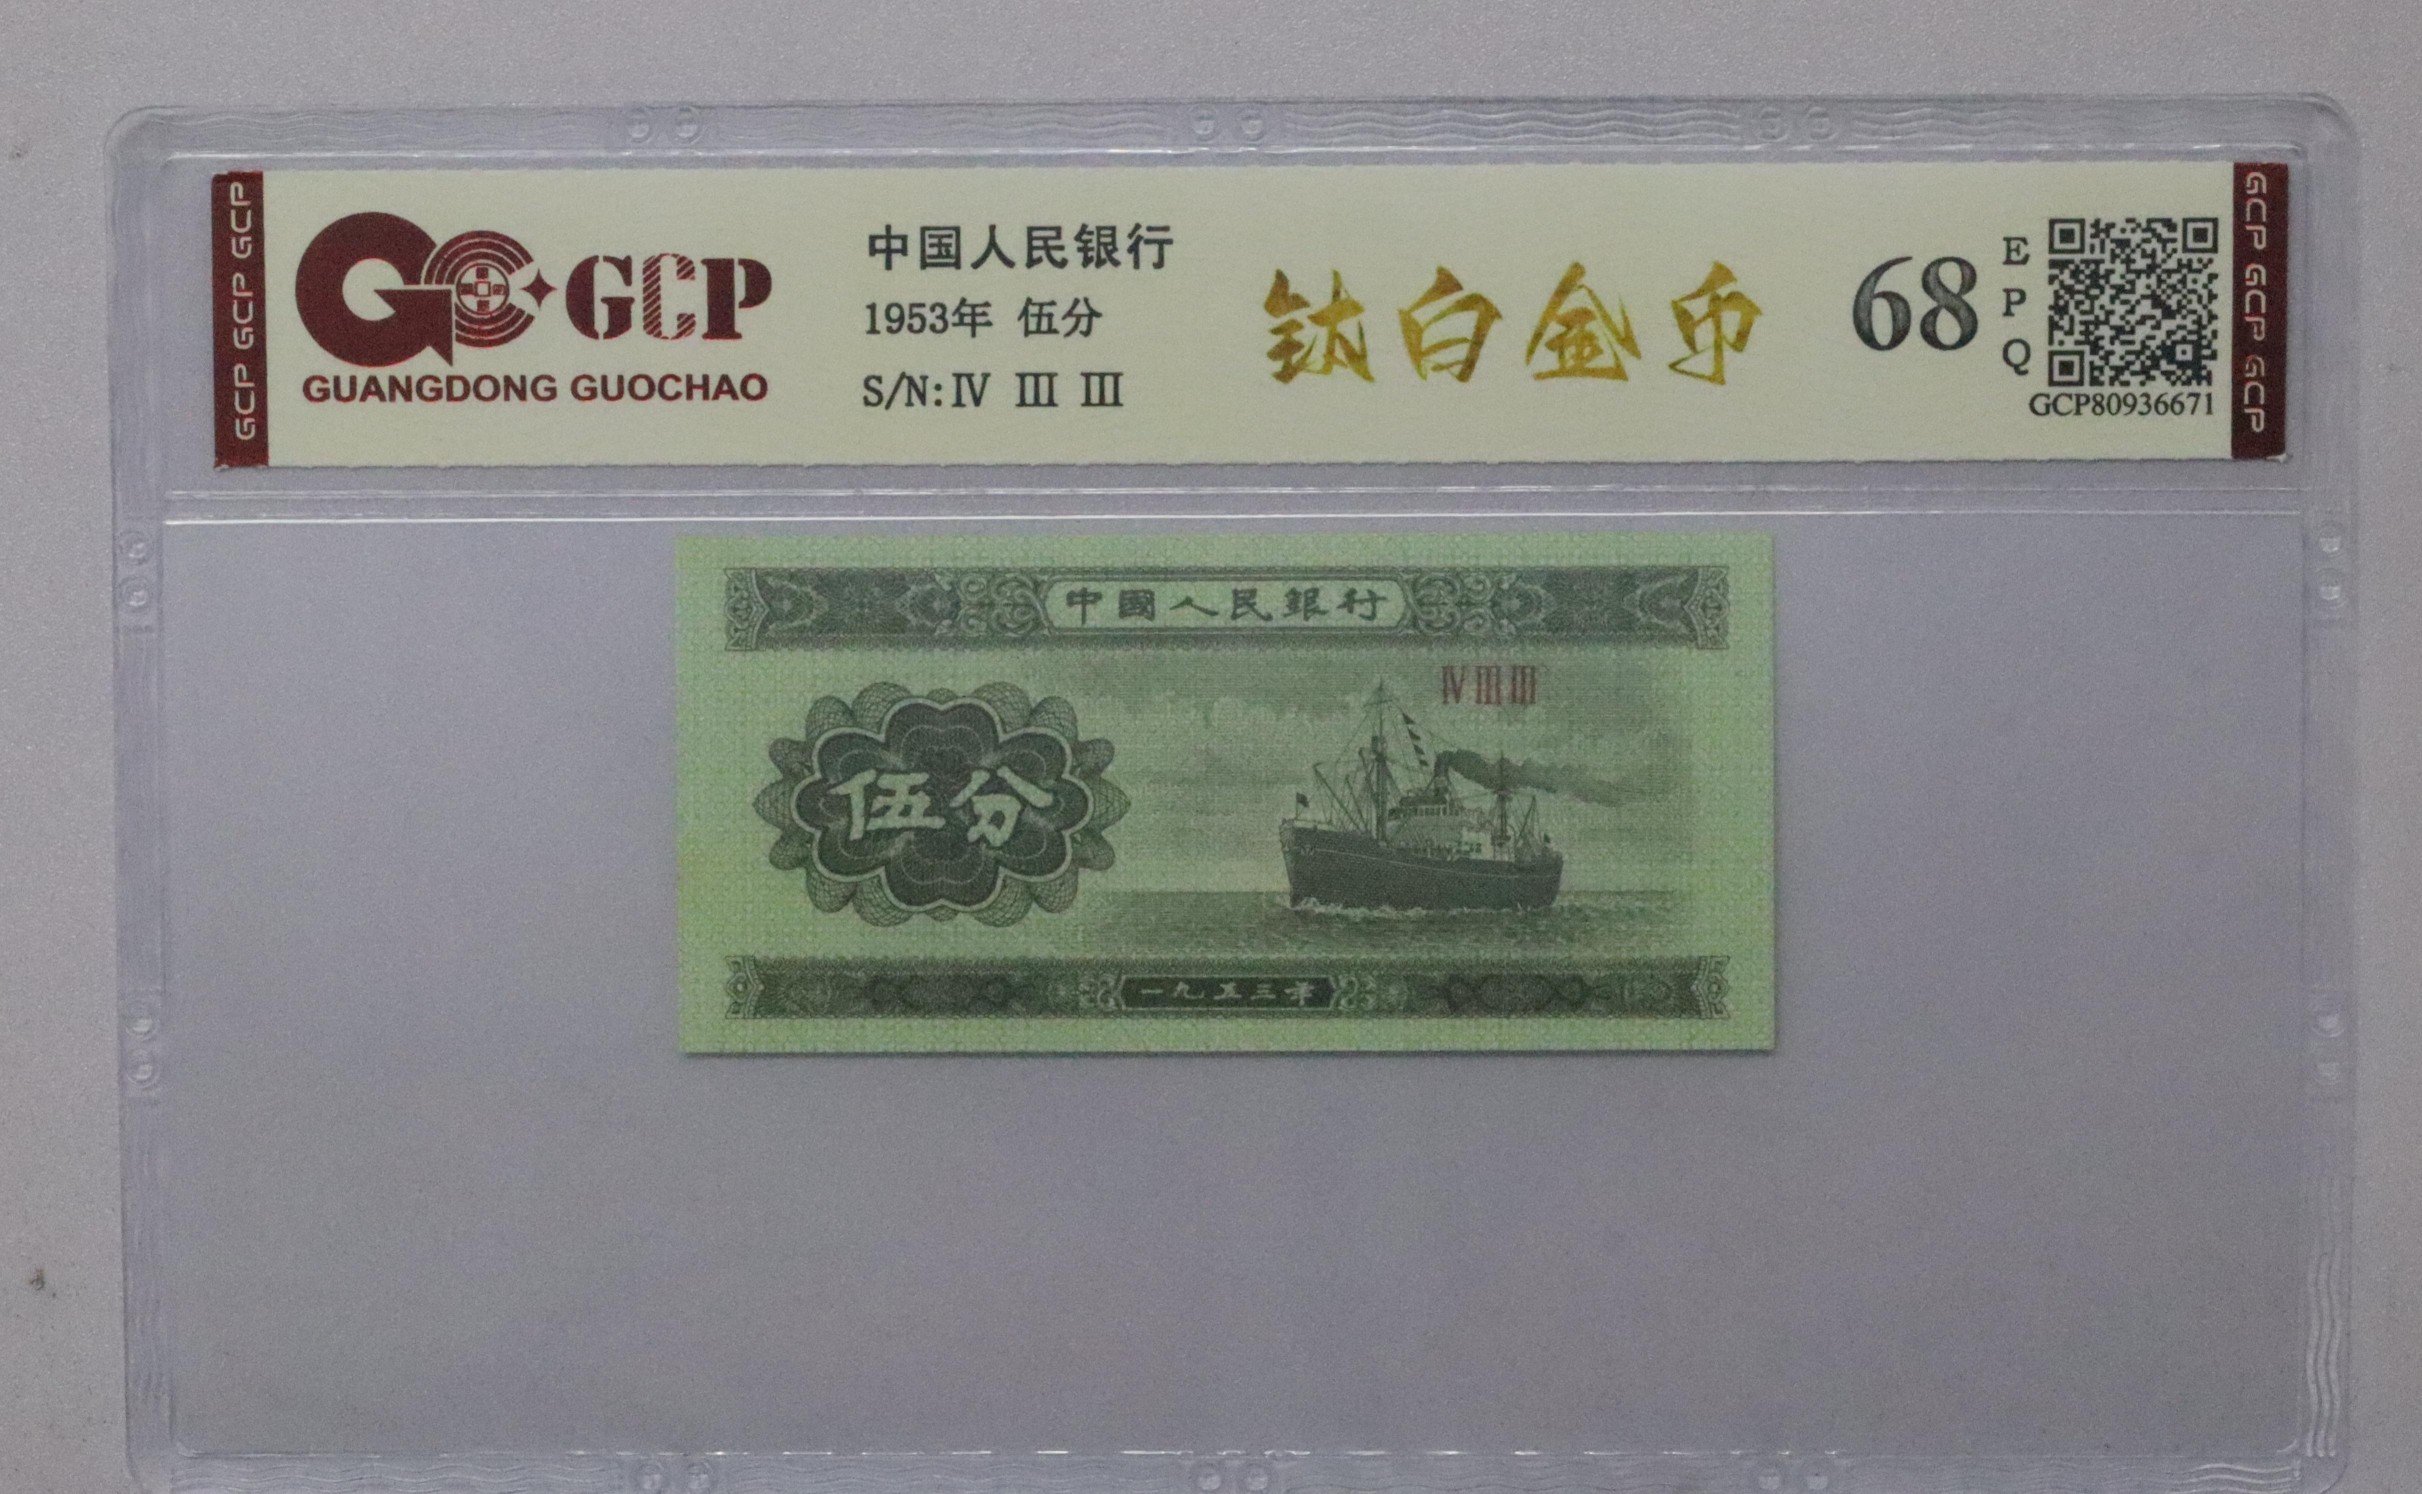 GCP GCP GCP
GCP
GUANGDONG GUOCHAO
中国人民银行
1953年 伍分
S/N:Ⅳ Ⅲ Ⅲ
钛白金币
68
E
P
Q
GCP80936671
GCP GCP GCP
中國人民銀行
Ⅳ Ⅲ Ⅲ
伍分
一九五三年